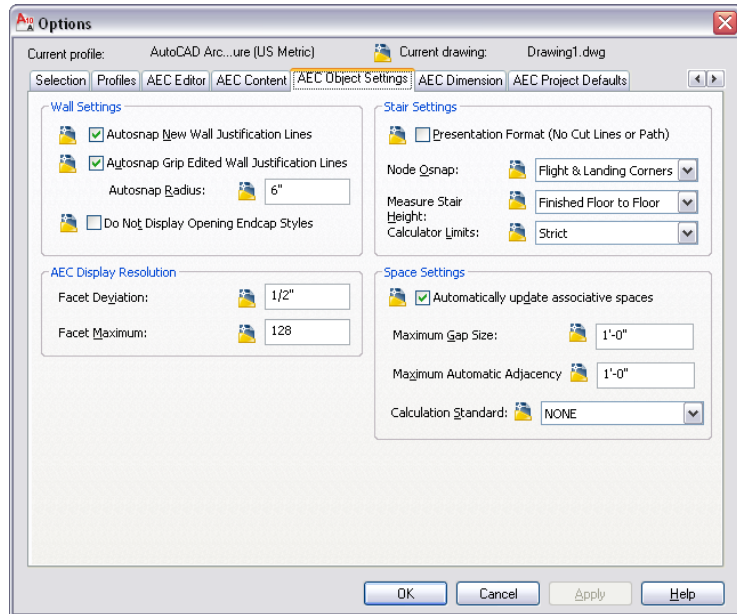 Options
Current profile: AutoCAD Arc...ure (US Metric) Current drawing: Drawing1.dwg
Selection Profiles AEC Editor AEC Content AEC Object Settings AEC Dimension AEC Project Defaults
Wall Settings
Autosnap New Wall Justification Lines
Autosnap Grip Edited Wall Justification Lines
Autosnap Radius: 6"
Do Not Display Opening Endcap Styles
AEC Display Resolution
Facet Deviation: 1/2"
Facet Maximum: 128
Stair Settings
Presentation Format (No Cut Lines or Path)
Node Osnap: Flight & Landing Corners
Measure Stair Height: Finished Floor to Floor
Calculator Limits: Strict
Space Settings
Automatically update associative spaces
Maximum Gap Size: 1'-0"
Maximum Automatic Adjacency 1'-0"
Calculation Standard: NONE
OK Cancel Apply Help